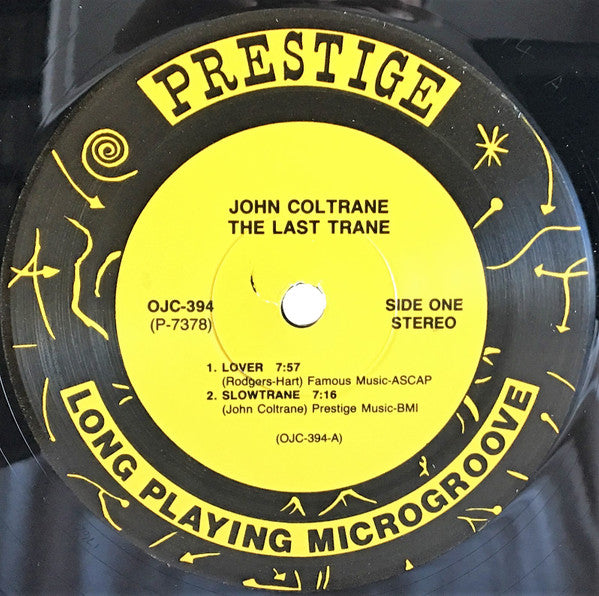 PRESTIGE
JOHN COLTRANE
THE LAST TRANE
OJC-394
(P-7378)
SIDE ONE
STEREO
1. LOVER 7:57
(Rodgers-Hart) Famous Music-ASCAP
2. SLOWTRANE 7:16
(John Coltrane) Prestige Music-BMI
(OJC-394-A)
LONG PLAYING MICROGROOVE